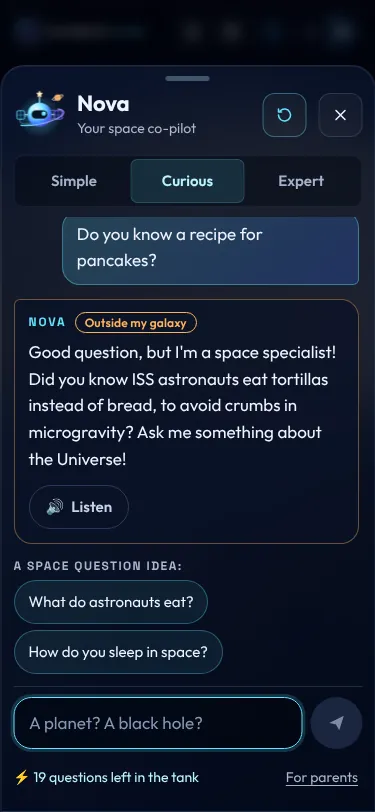 Nova
Your space co-pilot
Simple
Curious
Expert
Do you know a recipe for
pancakes?
NOVA
Outside my galaxy
Good question, but I'm a space specialist!
Did you know ISS astronauts eat tortillas
instead of bread, to avoid crumbs in
microgravity? Ask me something about
the Universe!
Listen
A SPACE QUESTION IDEA:
What do astronauts eat?
How do you sleep in space?
A planet? A black hole?
⚡ 19 questions left in the tank
For parents